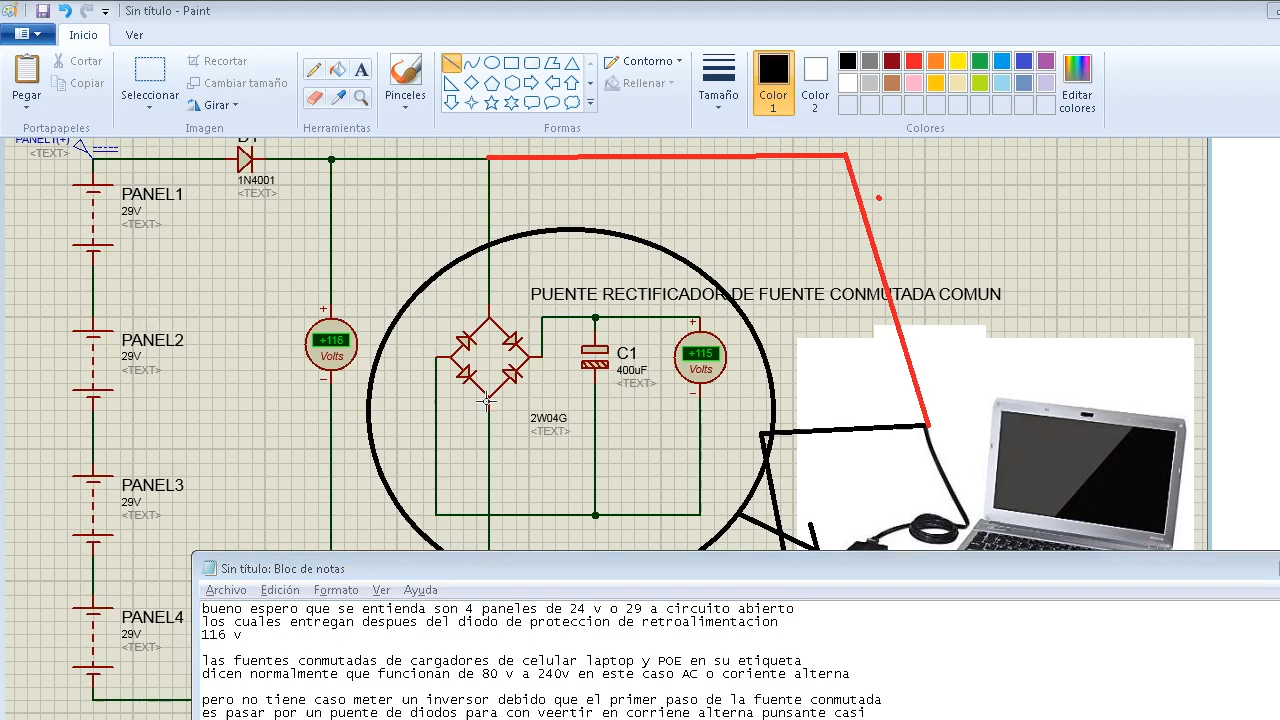 Sin título - Paint
Inicio
Ver
Pegar
Cortar
Copiar
Portapapeles
Seleccionar
Cambiar tamaño
Girar
Imagen
Herramientas
Pinceles
Contorno
Rellenar
Formas
Tamaño
Color 1
Color 2
Editar colores
Colores
PANEL1(+)
<TEXT>
D1
1N4001
<TEXT>
PANEL1
29V
<TEXT>
PUENTE RECTIFICADOR DE FUENTE CONMUTADA COMUN
+
+116
Volts
PANEL2
29V
<TEXT>
C1
400uF
<TEXT>
+
+115
Volts
2W04G
<TEXT>
PANEL3
29V
<TEXT>
PANEL4
29V
<TEXT>
Sin título: Bloc de notas
Archivo Edición Formato Ver Ayuda
bueno espero que se entienda son 4 paneles de 24 v o 29 a circuito abierto
los cuales entregan despues del diodo de proteccion de retroalimentacion
116 v
las fuentes conmutadas de cargadores de celular laptop y POE en su etiqueta
dicen normalmente que funcionan de 80 v a 240v en este caso AC o coriente alterna
pero no tiene caso meter un inversor debido que el primer paso de la fuente conmutada
es pasar por un puente de diodos para con veertir en corriene alterna punsante casi